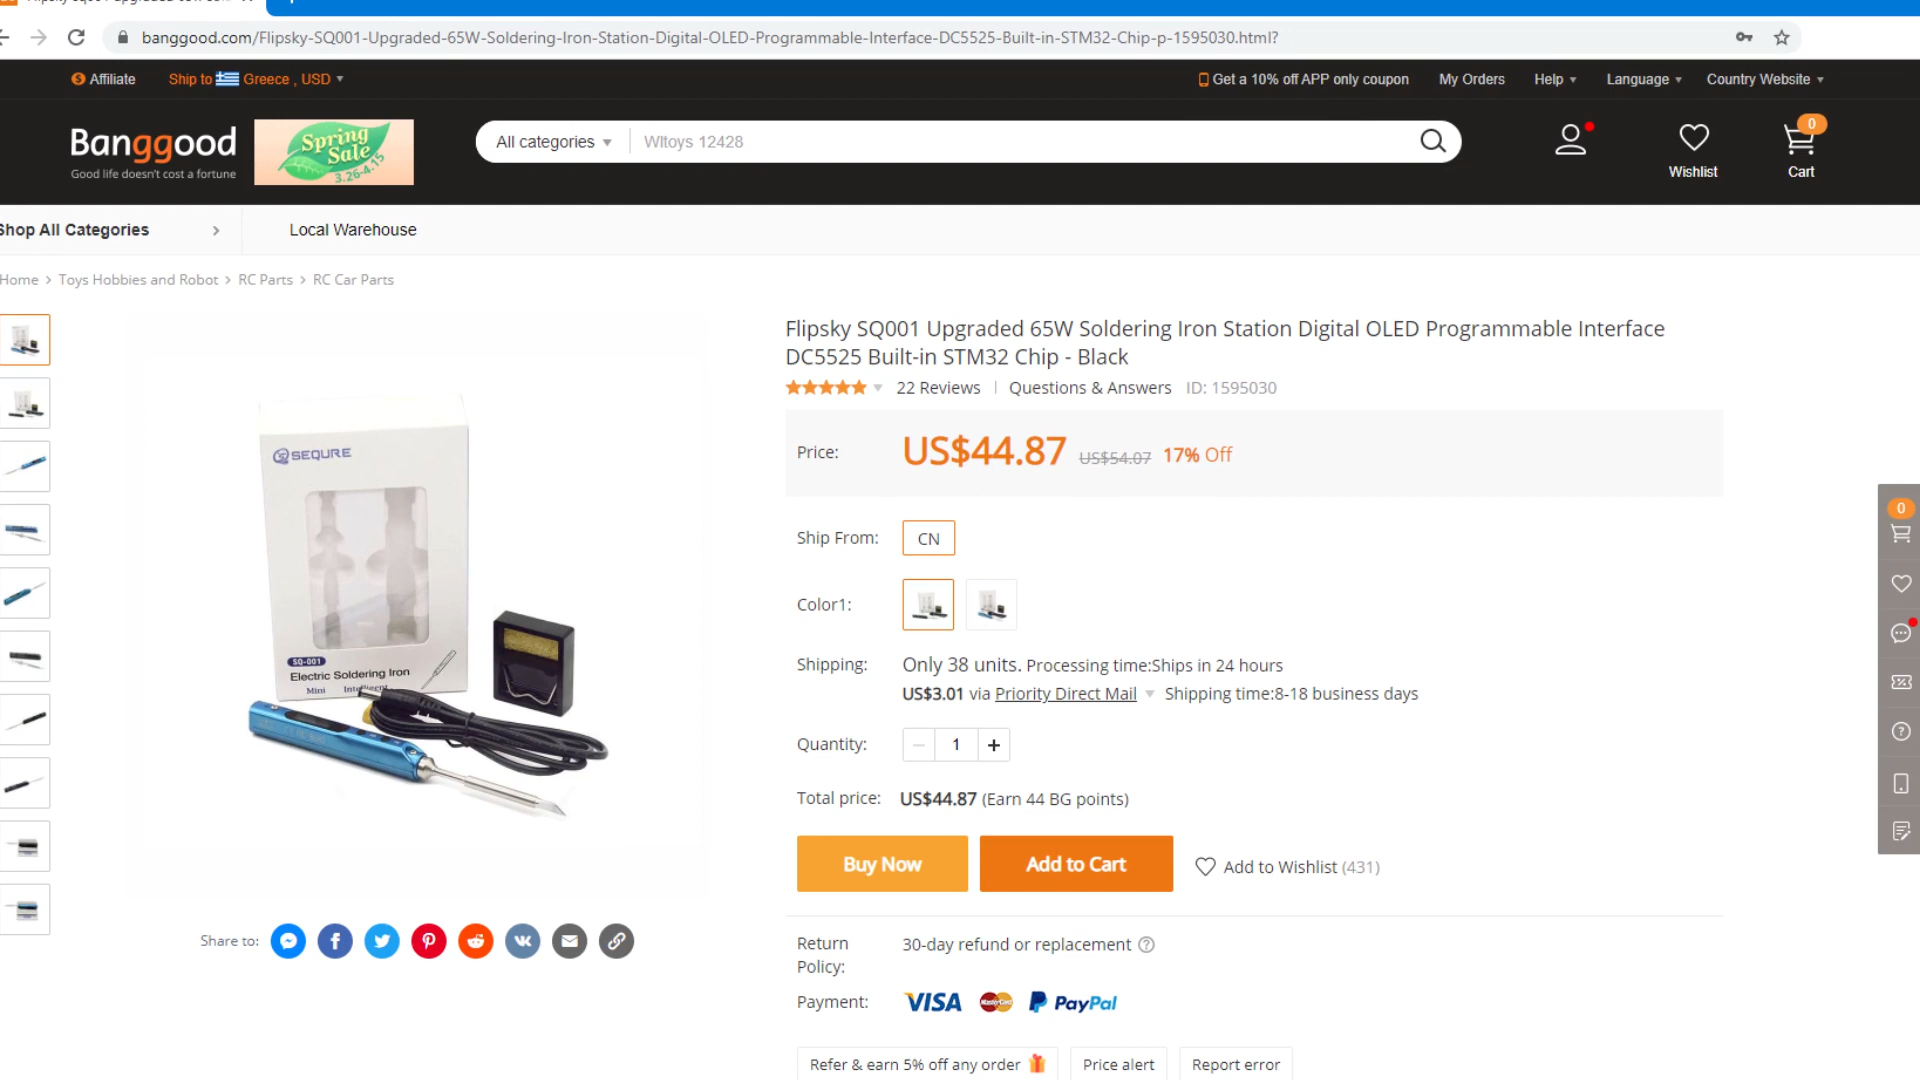 banggood.com/Flipsky-SQ001-Upgraded-65W-Soldering-Iron-Station-Digital-OLED-Programmable-Interface-DC5525-Built-in-STM32-Chip-p-1595030.html?
Affiliate Ship to Greece , USD Get a 10% off APP only coupon My Orders Help Language Country Website
Banggood
Good life doesn't cost a fortune
Spring
Sale
3.26-4.15
All categories Wltoys 12428
0
Wishlist Cart
Shop All Categories Local Warehouse
Home > Toys Hobbies and Robot > RC Parts > RC Car Parts
Flipsky SQ001 Upgraded 65W Soldering Iron Station Digital OLED Programmable Interface
DC5525 Built-in STM32 Chip - Black
22 Reviews | Questions & Answers ID: 1595030
Price: US$44.87 US$54.07 17% Off
Ship From: CN
Color1:
Shipping: Only 38 units. Processing time:Ships in 24 hours
US$3.01 via Priority Direct Mail Shipping time:8-18 business days
Quantity: − 1 +
Total price: US$44.87 (Earn 44 BG points)
Buy Now Add to Cart Add to Wishlist (431)
Return
Policy:
30-day refund or replacement ?
Payment: VISA MasterCard PayPal
Refer & earn 5% off any order Price alert Report error
SEQURE
SQ-001
Electric Soldering Iron
Mini
Share to:
0